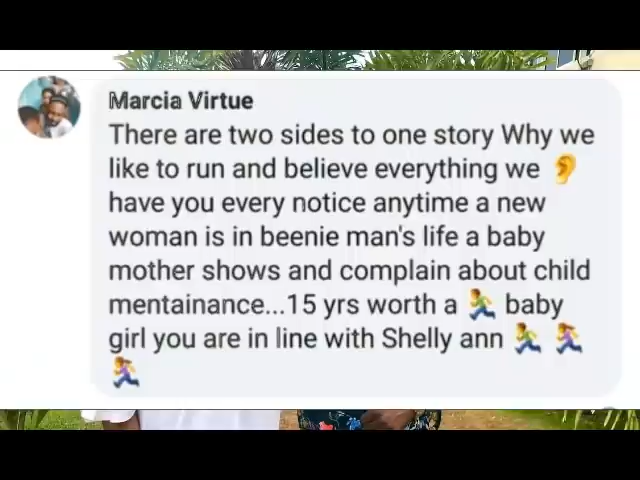 Marcia Virtue
There are two sides to one story Why we
like to run and believe everything we 👂
have you every notice anytime a new
woman is in beenie man's life a baby
mother shows and complain about child
mentainance...15 yrs worth a 🏃 baby
girl you are in line with Shelly ann 🏃 🏃‍♀️
🏃‍♀️